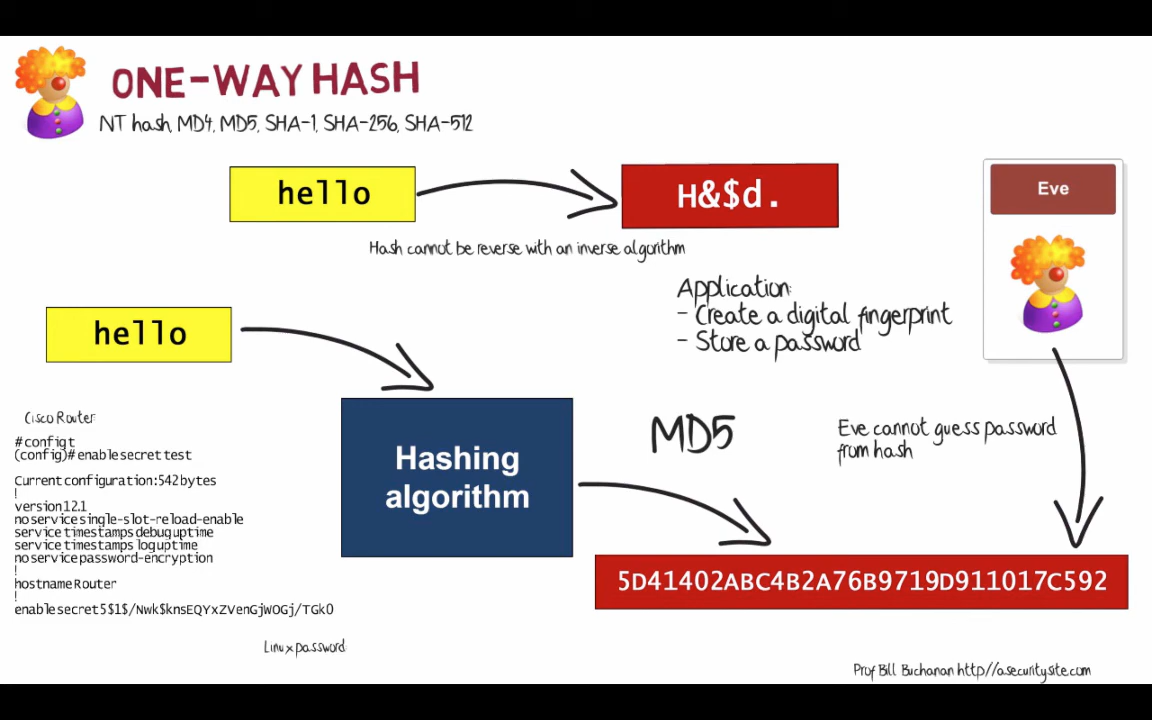 ONE-WAY HASH
NT hash, MD4, MD5, SHA-1, SHA-256, SHA-512
hello
H&$d.
Eve
Hash cannot be reverse with an inverse algorithm
Application:
- Create a digital fingerprint
- Store a password
hello
Cisco Router
# config t
(config)# enable secret test
Current configuration : 542 bytes
!
version 12.1
no service single-slot-reload-enable
service timestamps debug uptime
service timestamps log uptime
no service password-encryption
!
hostname Router
!
enable secret 5 $1$/Nwk$knsEQYxZVenGjWOGj/TGk0
Linux password
Hashing
algorithm
MD5
Eve cannot guess password
from hash
5D41402ABC4B2A76B9719D911017C592
Prof Bill Buchanan http//asecuritysite.com